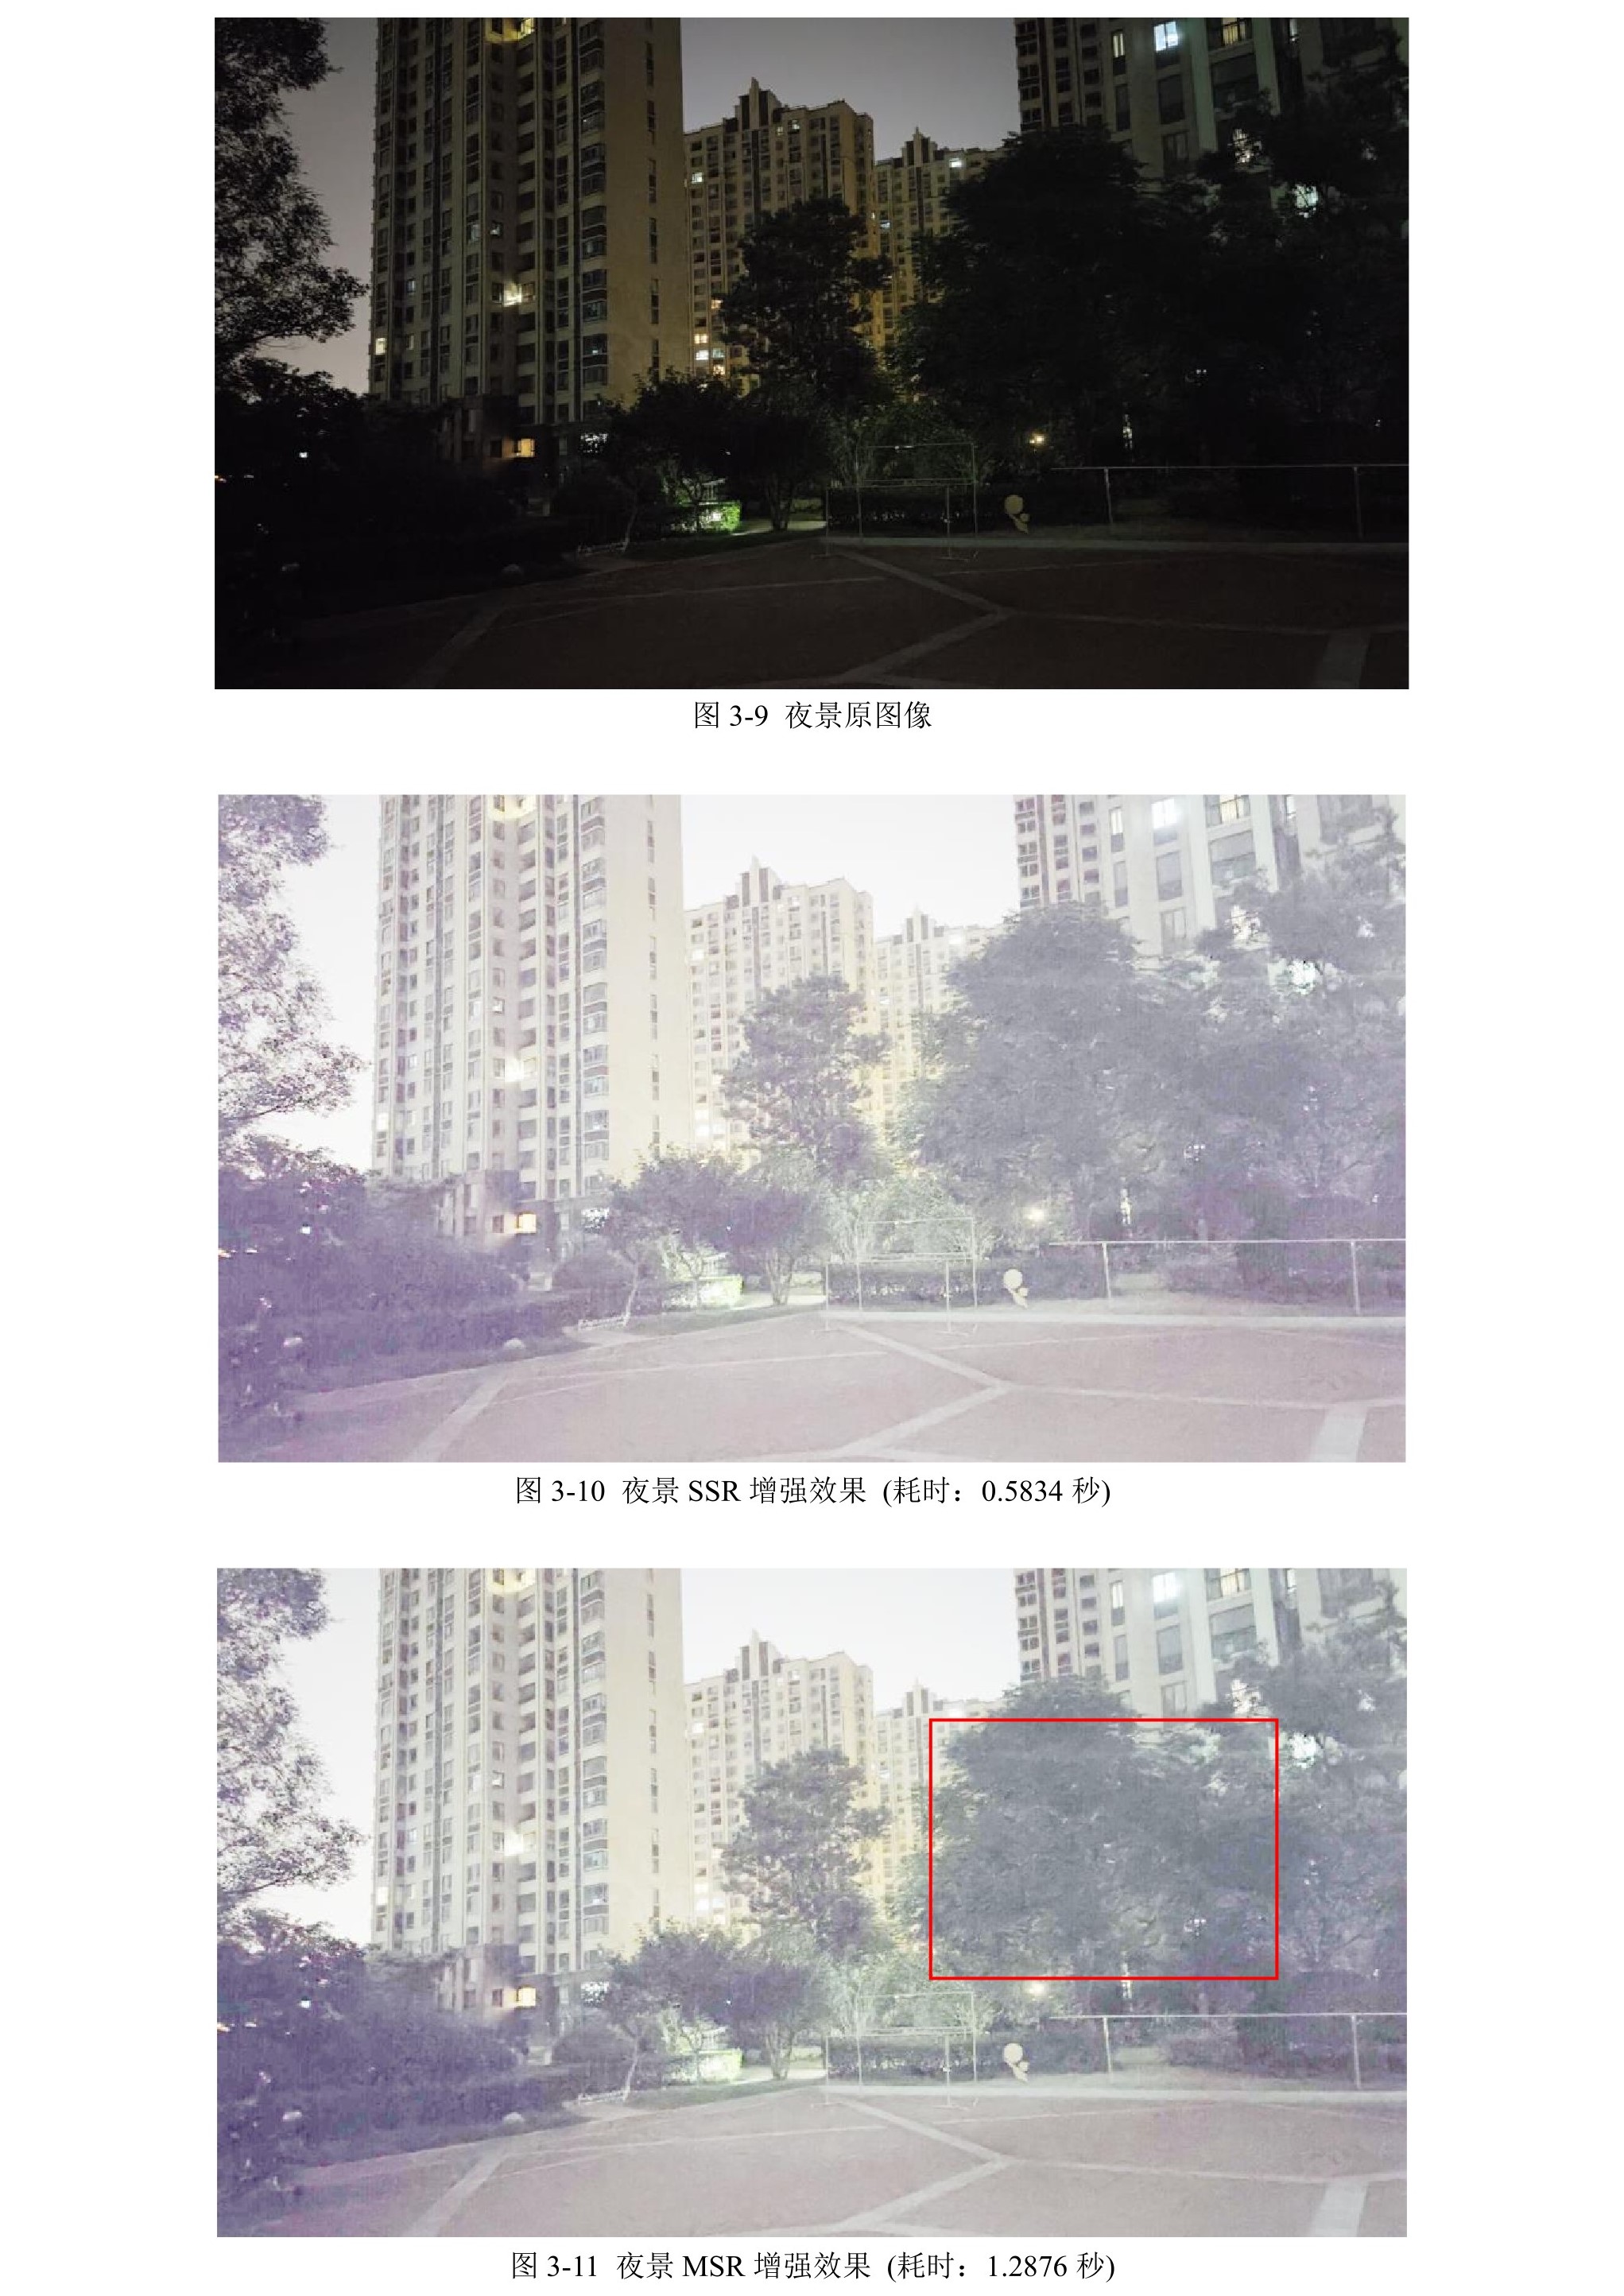 图 3-9 夜景原图像
图 3-10 夜景 SSR 增强效果 (耗时：0.5834 秒)
图 3-11 夜景 MSR 增强效果 (耗时：1.2876 秒)